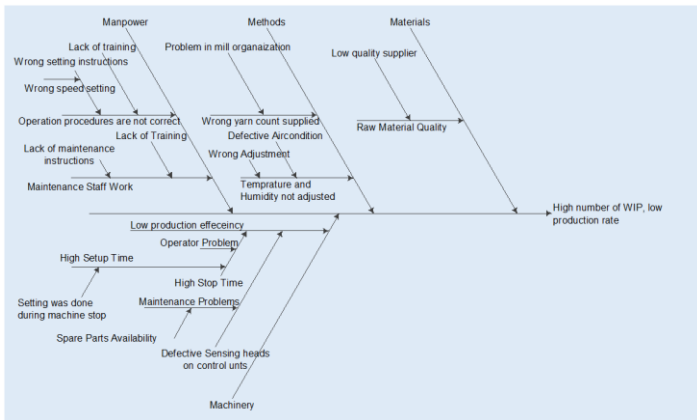 Manpower
Methods
Materials
Lack of training
Problem in mill organaization
Low quality supplier
Wrong setting instructions
Wrong speed setting
Operation procedures are not correct
Wrong yarn count supplied
Raw Material Quality
Lack of Training
Defective Aircondition
Lack of maintenance
instructions
Wrong Adjustment
Maintenance Staff Work
Temprature and
Humidity not adjusted
High number of WIP, low
production rate
Low production effeceincy
Operator Problem
High Setup Time
High Stop Time
Setting was done
during machine stop
Maintenance Problems
Spare Parts Availability
Defective Sensing heads
on control unts
Machinery